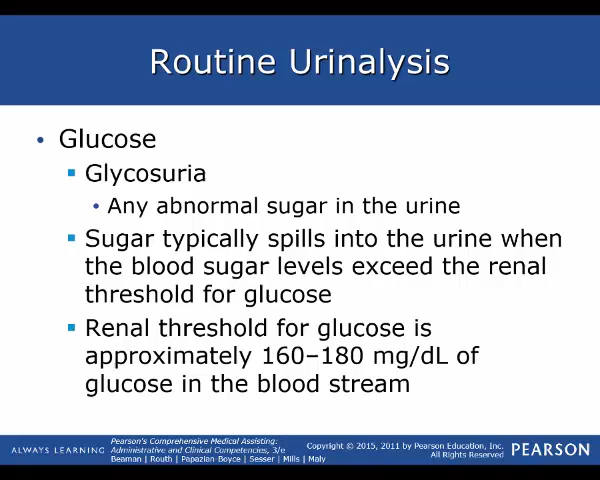 Routine Urinalysis
• Glucose
▪ Glycosuria
• Any abnormal sugar in the urine
▪ Sugar typically spills into the urine when
the blood sugar levels exceed the renal
threshold for glucose
▪ Renal threshold for glucose is
approximately 160–180 mg/dL of
glucose in the blood stream
ALWAYS LEARNING
Pearson's Comprehensive Medical Assisting:
Administrative and Clinical Competencies, 3/e
Beaman | Routh | Papazian Boyce | Sesser | Mills | Maly
Copyright © 2015, 2011 by Pearson Education, Inc.
All Rights Reserved
PEARSON